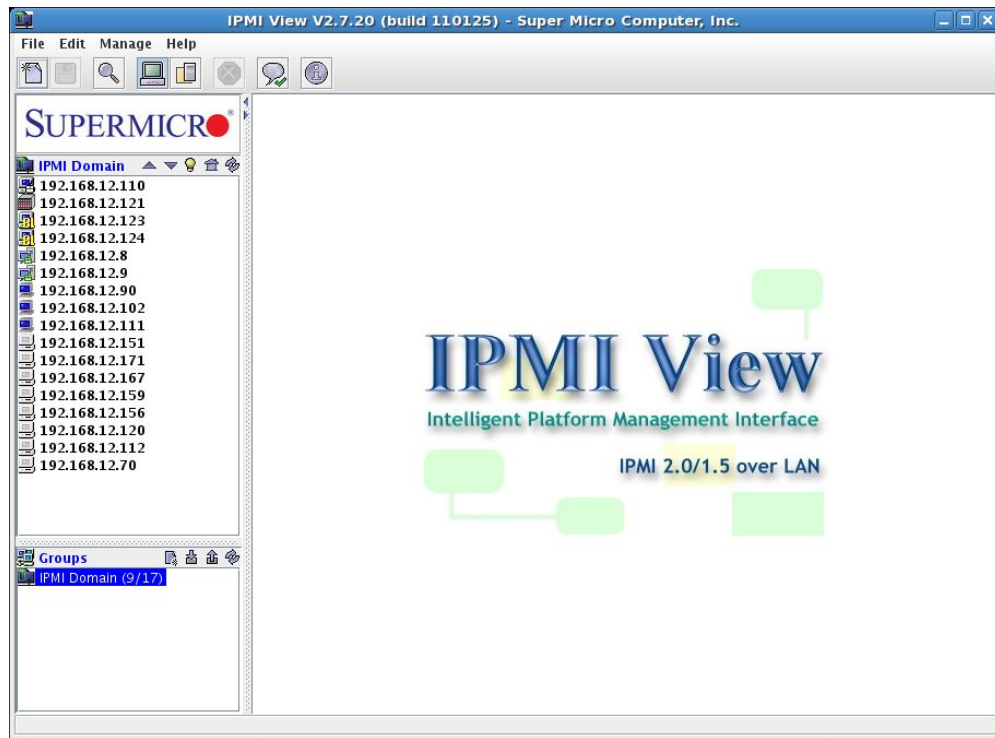 IPMI View V2.7.20 (build 110125) - Super Micro Computer, Inc.
File Edit Manage Help
SUPERMICRO®
IPMI Domain
192.168.12.110
192.168.12.121
192.168.12.123
192.168.12.124
192.168.12.8
192.168.12.9
192.168.12.90
192.168.12.102
192.168.12.111
192.168.12.151
192.168.12.171
192.168.12.167
192.168.12.159
192.168.12.156
192.168.12.120
192.168.12.112
192.168.12.70
Groups
IPMI Domain (9/17)
IPMI View
Intelligent Platform Management Interface
IPMI 2.0/1.5 over LAN